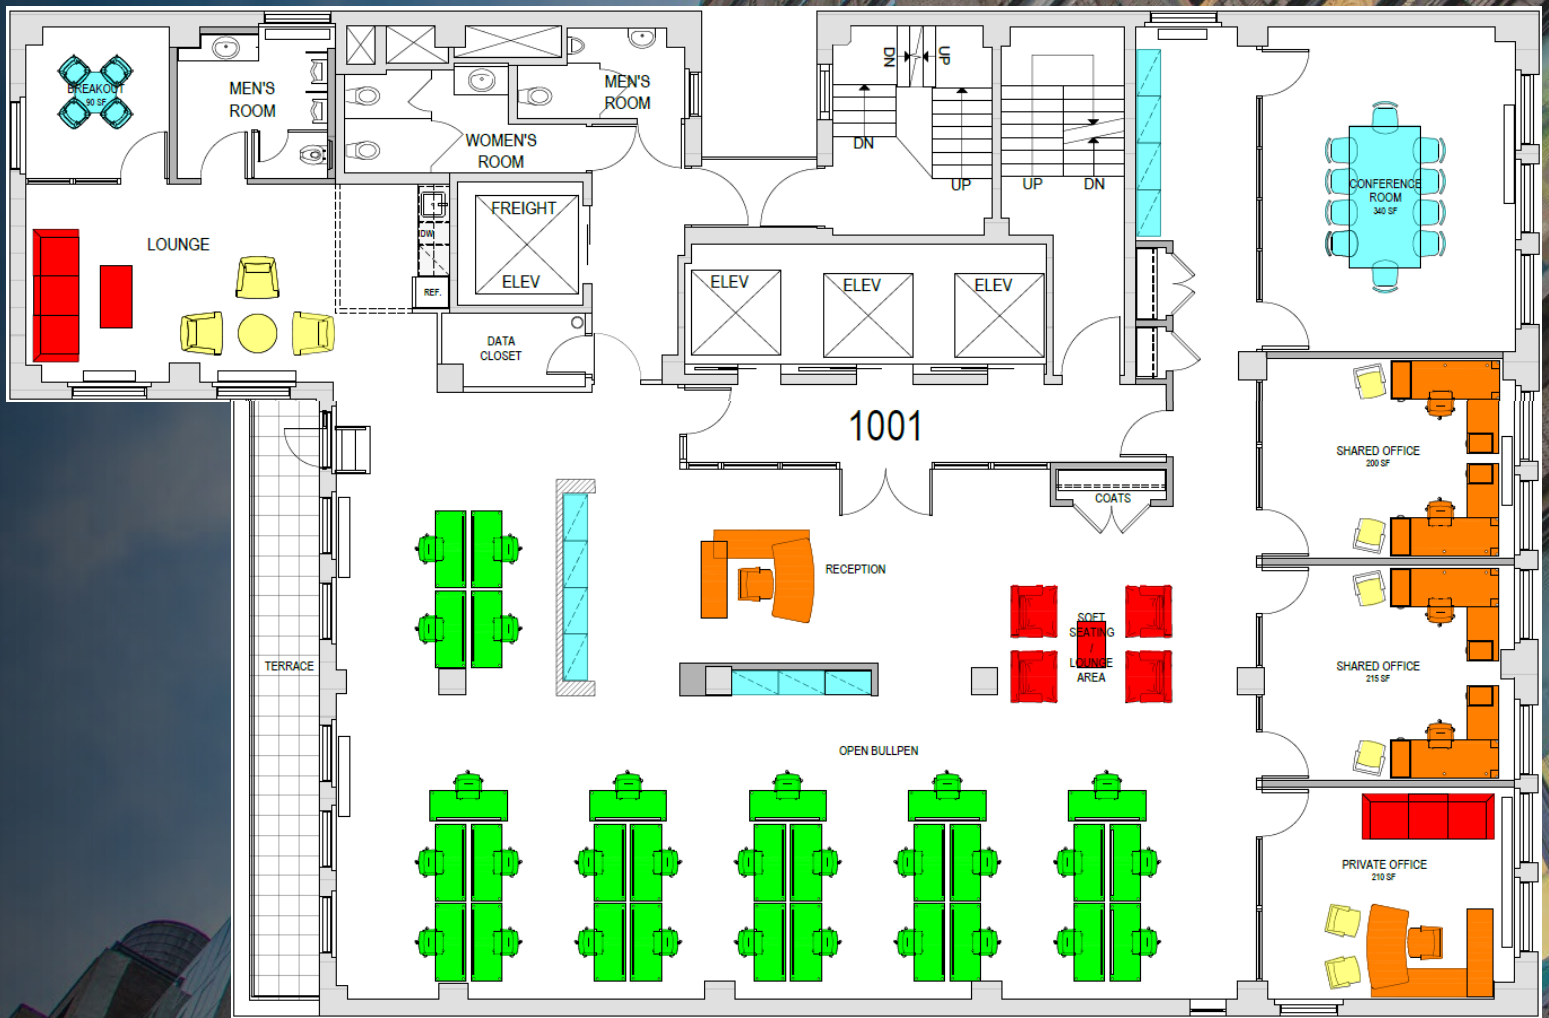 BREAKOUT
90 SF
MEN'S
ROOM
MEN'S
ROOM
WOMEN'S
ROOM
DN
UP
DN
UP
UP
DN
LOUNGE
FREIGHT
ELEV
DW
REF.
DATA
CLOSET
ELEV
ELEV
ELEV
CONFERENCE
ROOM
340 SF
1001
COATS
SHARED OFFICE
200 SF
RECEPTION
SOFT
SEATING
/
LOUNGE
AREA
TERRACE
SHARED OFFICE
215 SF
OPEN BULLPEN
PRIVATE OFFICE
210 SF